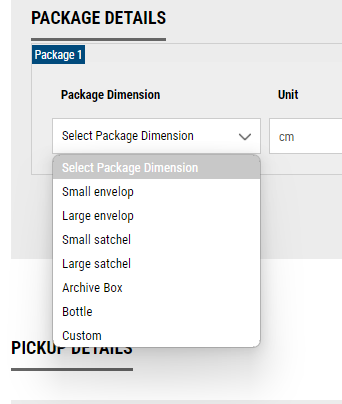 PACKAGE DETAILS
Package 1
Package Dimension Unit
Select Package Dimension cm
Select Package Dimension
Small envelop
Large envelop
Small satchel
Large satchel
Archive Box
Bottle
Custom
PICKUP DETAILS